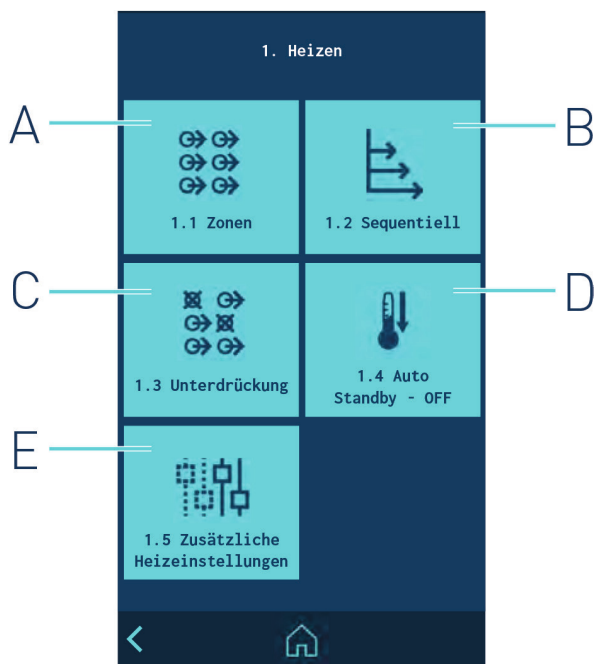 1. Heizen
A
B
1.1 Zonen
1.2 Sequentiell
C
D
1.3 Unterdrückung
1.4 Auto
Standby - OFF
E
1.5 Zusätzliche
Heizeinstellungen